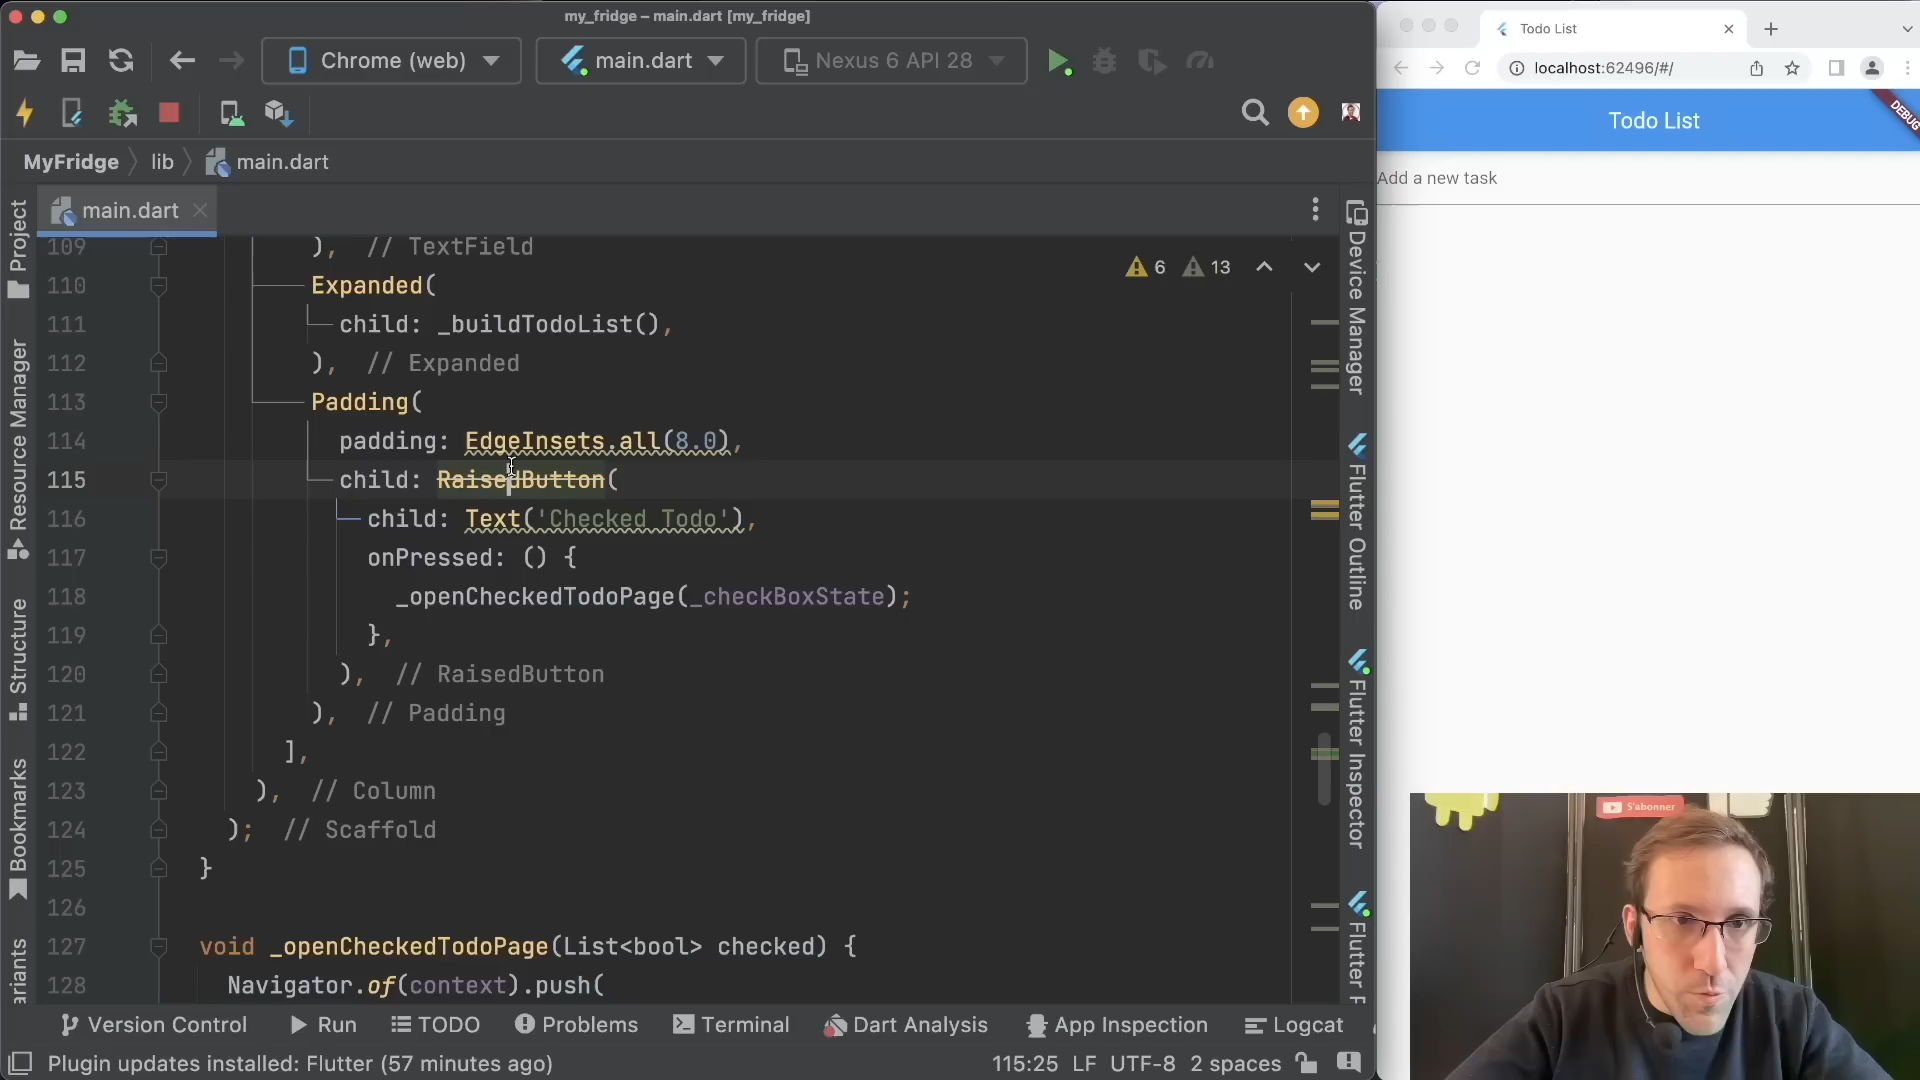 my_fridge – main.dart [my_fridge]
Chrome (web)
main.dart
Nexus 6 API 28
MyFridge
lib
main.dart
main.dart
6
13
109 ), // TextField
110 Expanded(
111 child: _buildTodoList(),
112 ), // Expanded
113 Padding(
114 padding: EdgeInsets.all(8.0),
115 child: RaisedButton(
116 child: Text('Checked Todo'),
117 onPressed: () {
118 _openCheckedTodoPage(_checkBoxState);
119 },
120 ), // RaisedButton
121 ), // Padding
122 ],
123 ), // Column
124 ); // Scaffold
125 }
126
127 void _openCheckedTodoPage(List<bool> checked) {
128 Navigator.of(context).push(
Project
Resource Manager
Structure
Bookmarks
ariants
Device Manager
Flutter Outline
Flutter Inspector
Flutter F
Version Control
Run
TODO
Problems
Terminal
Dart Analysis
App Inspection
Logcat
Plugin updates installed: Flutter (57 minutes ago)
115:25
LF
UTF-8
2 spaces
Todo List
localhost:62496/#/
Todo List
DEBUG
Add a new task
S'abonner